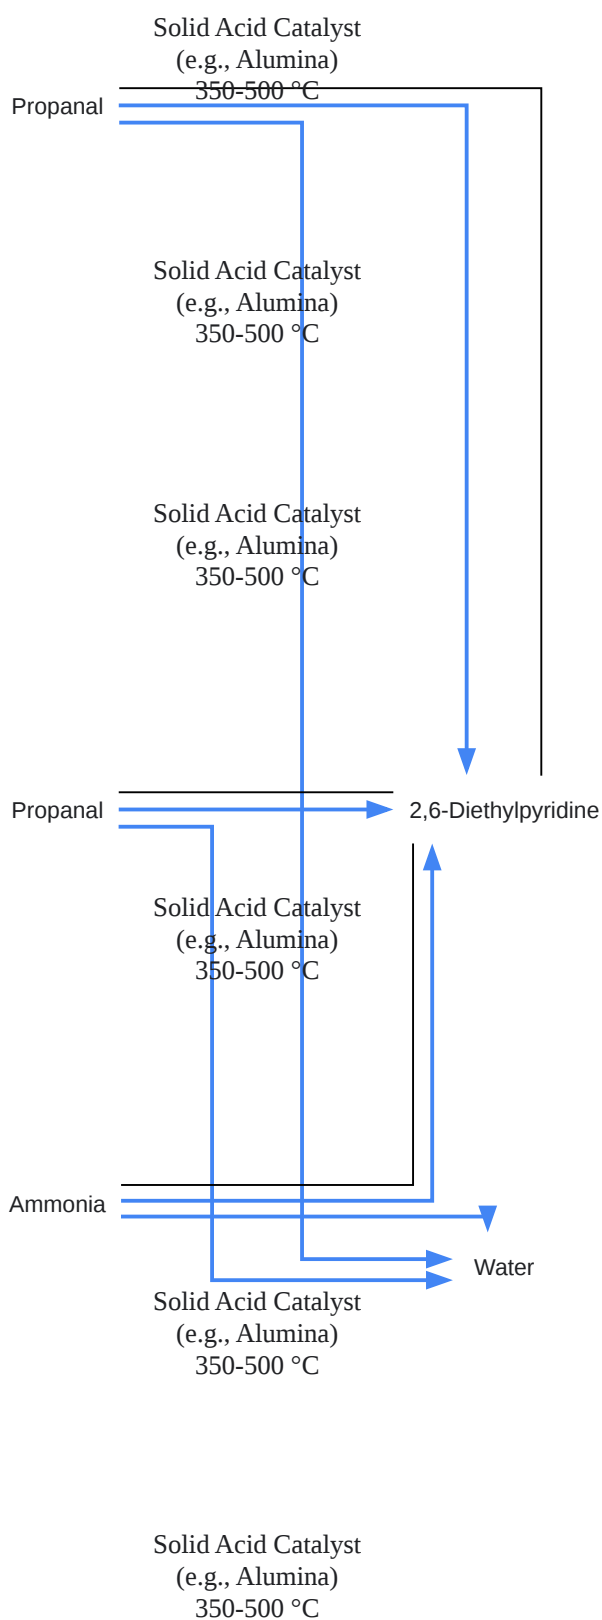 Solid Acid Catalyst
(e.g., Alumina)
350-500 °C
Propanal
Solid Acid Catalyst
(e.g., Alumina)
350-500 °C
Solid Acid Catalyst
(e.g., Alumina)
350-500 °C
Propanal
2,6-Diethylpyridine
Solid Acid Catalyst
(e.g., Alumina)
350-500 °C
Ammonia
Water
Solid Acid Catalyst
(e.g., Alumina)
350-500 °C
Solid Acid Catalyst
(e.g., Alumina)
350-500 °C